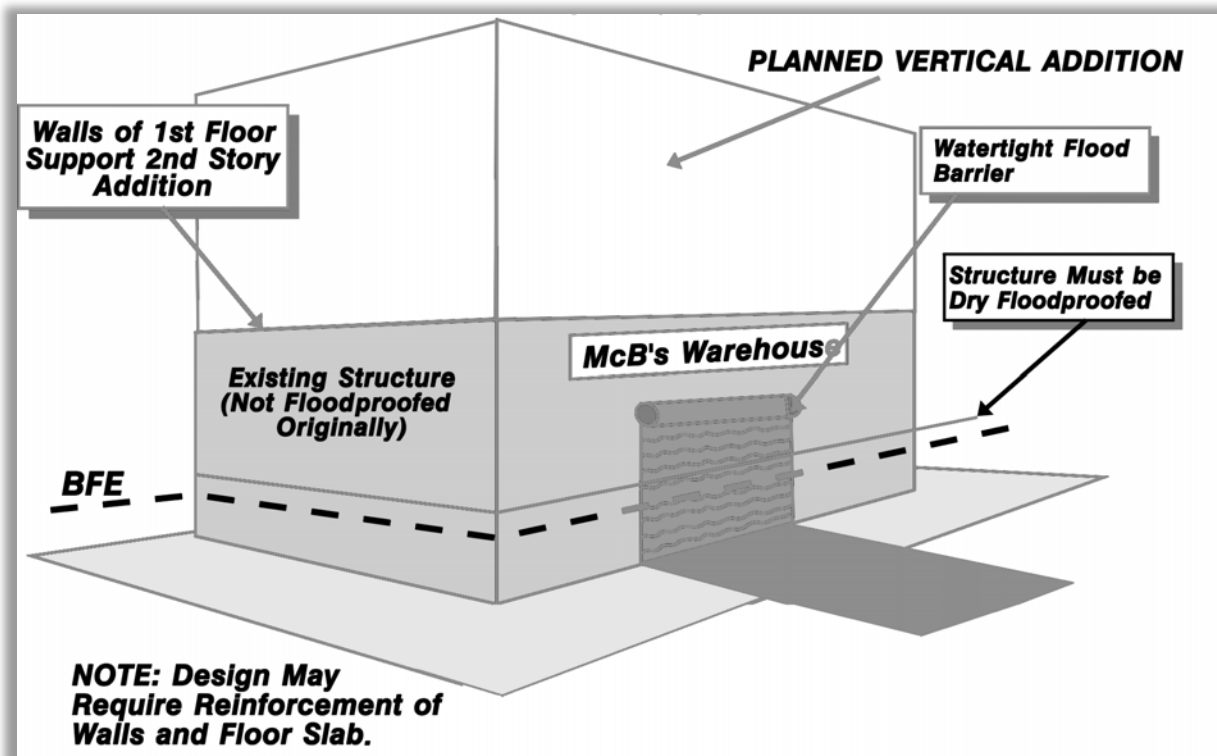 PLANNED VERTICAL ADDITION
Walls of 1st Floor
Support 2nd Story
Addition
Watertight Flood
Barrier
Structure Must be
Dry Floodproofed
McB's Warehouse
Existing Structure
(Not Floodproofed
Originally)
BFE
NOTE: Design May
Require Reinforcement of
Walls and Floor Slab.